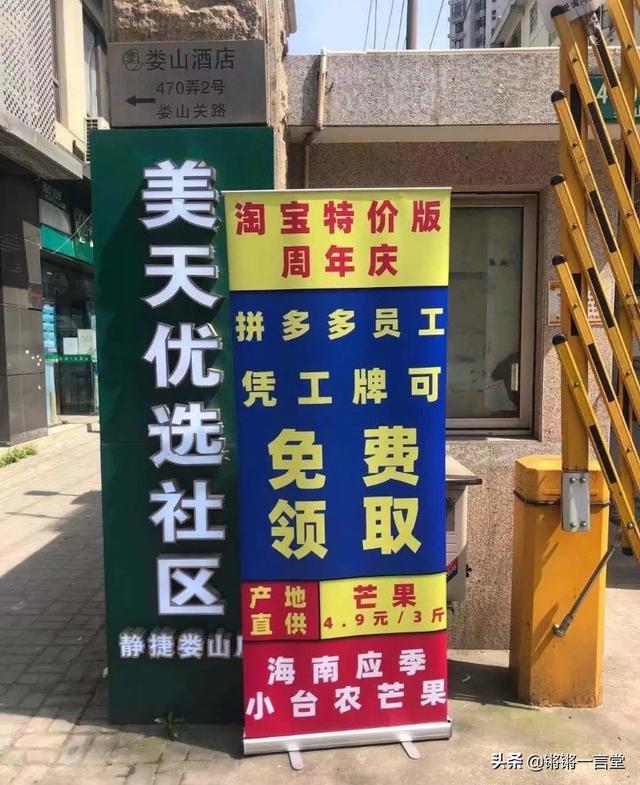 娄山酒店
470弄2号
娄山关路
美天优选社区
静捷娄山
淘宝特价版
周年庆
拼多多员工
凭工牌可
免费
领取
产地
直供
芒果
4.9元/3斤
海南应季
小台农芒果
头条 @锵锵一言堂